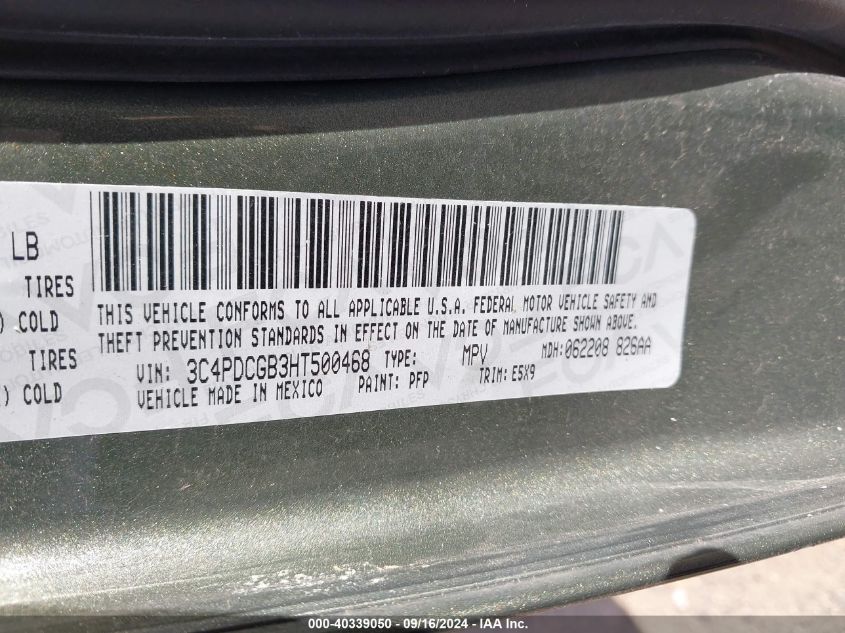 LB
TIRES
) COLD
TIRES
) COLD
THIS VEHICLE CONFORMS TO ALL APPLICABLE U.S.A. FEDERAL MOTOR VEHICLE SAFETY AND
THEFT PREVENTION STANDARDS IN EFFECT ON THE DATE OF MANUFACTURE SHOWN ABOVE.
VIN: 3C4PDCGB3HT500468 TYPE: MPV MDH:062208 826AA
VEHICLE MADE IN MEXICO PAINT: PFP TRIM: E5X9
000-40339050 - 09/16/2024 - IAA Inc.